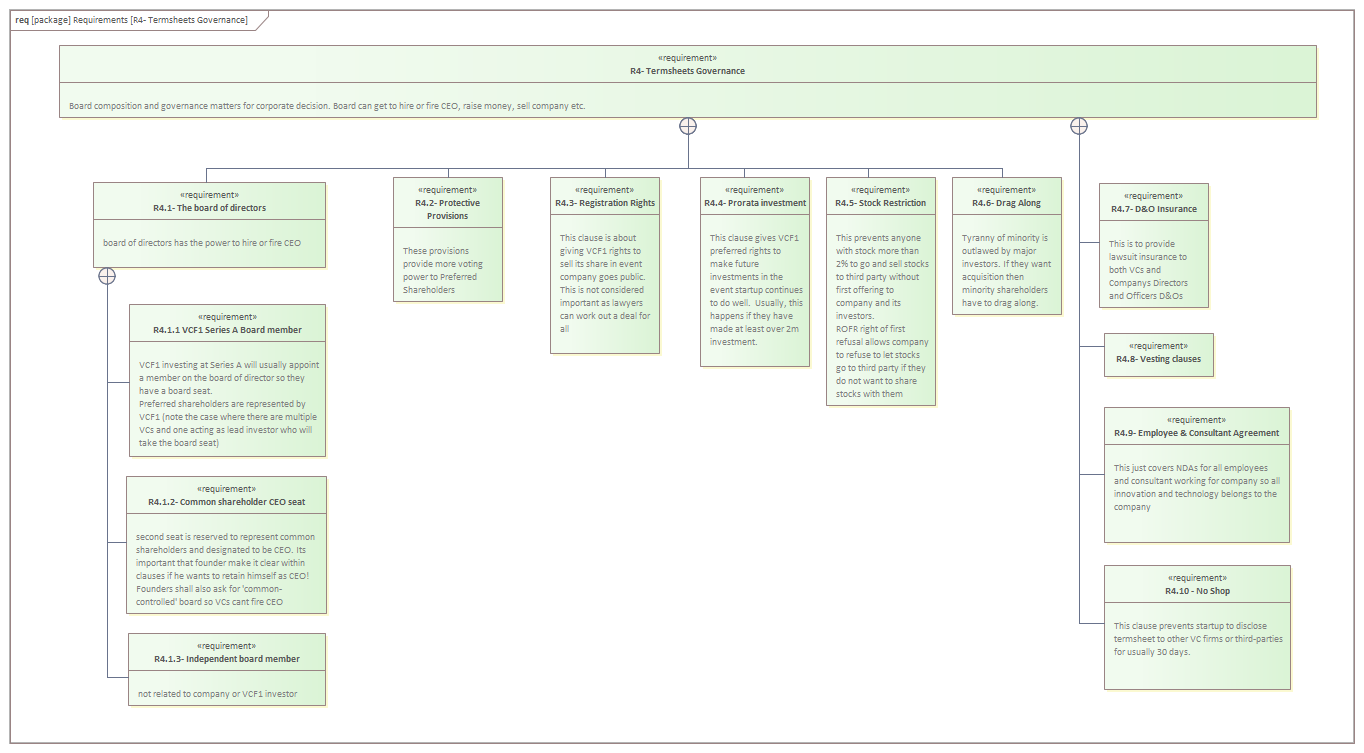 req [package] Requirements [R4- Termsheets Governance]
«requirement»
R4- Termsheets Governance
Board composition and governance matters for corporate decision. Board can get to hire or fire CEO, raise money, sell company etc.
«requirement»
R4.1- The board of directors
board of directors has the power to hire or fire CEO
«requirement»
R4.1.1 VCF1 Series A Board member
VCF1 investing at Series A will usually appoint
a member on the board of director so they
have a board seat.
Preferred shareholders are represented by
VCF1 (note the case where there are multiple
VCs and one acting as lead investor who will
take the board seat)
«requirement»
R4.1.2- Common shareholder CEO seat
second seat is reserved to represent common
shareholders and designated to be CEO. Its
important that founder make it clear within
clauses if he wants to retain himself as CEO!
Founders shall also ask for 'common-
controlled' board so VCs cant fire CEO
«requirement»
R4.1.3- Independent board member
not related to company or VCF1 investor
«requirement»
R4.2- Protective
Provisions
These provisions
provide more voting
power to Preferred
Shareholders
«requirement»
R4.3- Registration Rights
This clause is about
giving VCF1 rights to
sell its share in event
company goes public.
This is not considered
important as lawyers
can work out a deal for
all
«requirement»
R4.4- Prorata investment
This clause gives VCF1
preferred rights to
make future
investments in the
event startup continues
to do well.  Usually, this
happens if they have
made at least over 2m
investment.
«requirement»
R4.5- Stock Restriction
This prevents anyone
with stock more than
2% to go and sell stocks
to third party without
first offering to
company and its
investors.
ROFR right of first
refusal allows company
to refuse to let stocks
go to third party if they
do not want to share
stocks with them
«requirement»
R4.6- Drag Along
Tyranny of minority is
outlawed by major
investors. If they want
acquisition then
minority shareholders
have to drag along.
«requirement»
R4.7- D&O Insurance
This is to provide
lawsuit insurance to
both VCs and
Companys Directors
and Officers D&Os
«requirement»
R4.8- Vesting clauses
«requirement»
R4.9- Employee & Consultant Agreement
This just covers NDAs for all employees
and consultant working for company so all
innovation and technology belongs to the
company
«requirement»
R4.10 - No Shop
This clause prevents startup to disclose
termsheet to other VC firms or third-parties
for usually 30 days.